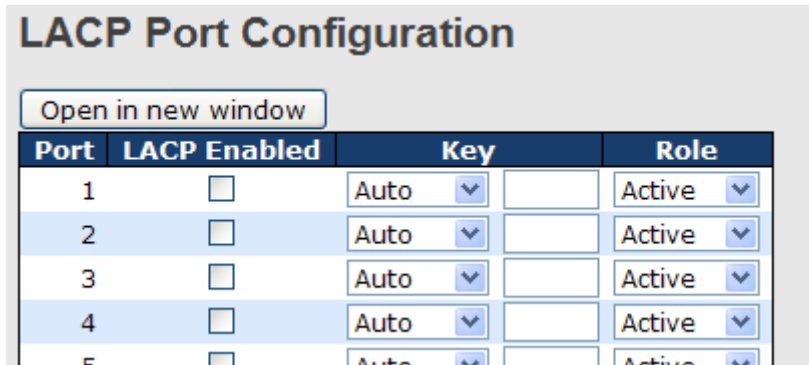 LACP Port Configuration
Open in new window
Port LACP Enabled Key Role
1 Auto Active
2 Auto Active
3 Auto Active
4 Auto Active